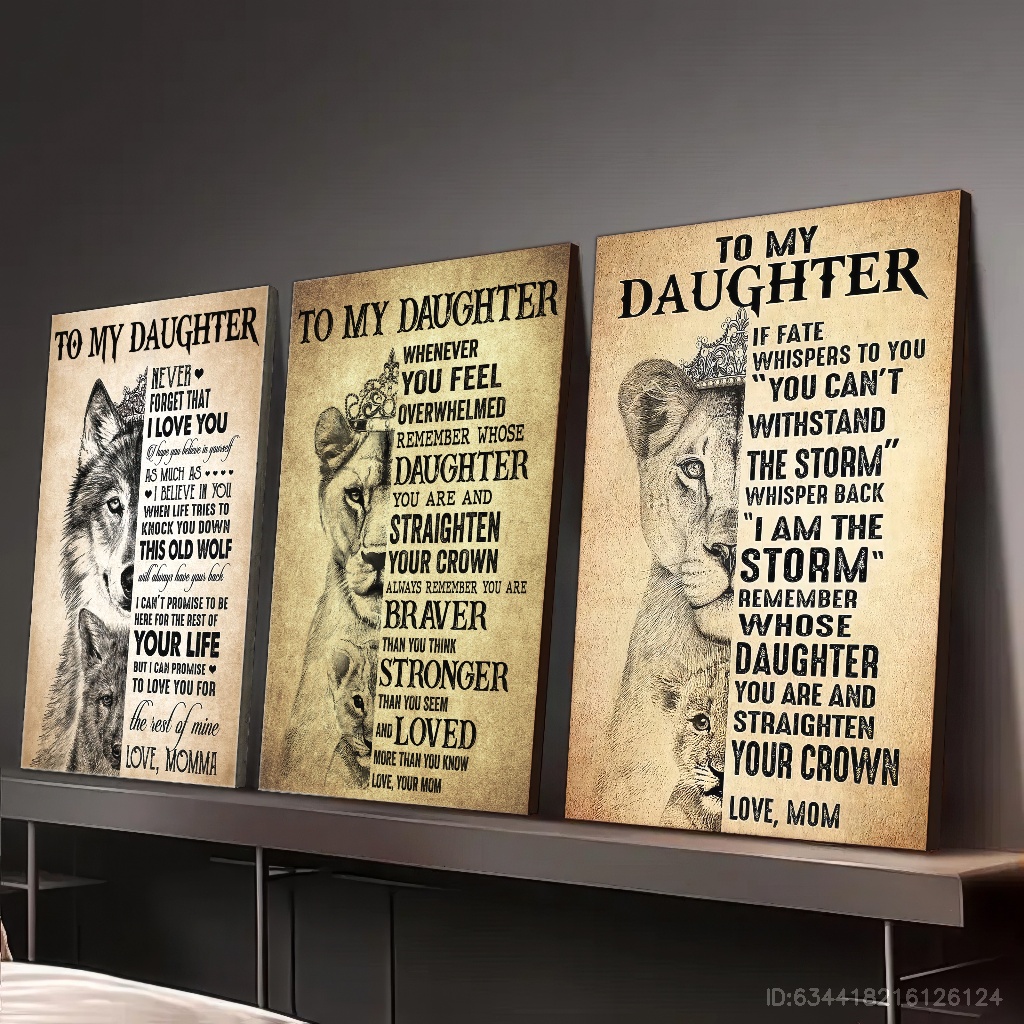 TO MY DAUGHTER
NEVER ♥
FORGET THAT
I LOVE YOU
I hope you believe in yourself
AS MUCH AS ♥♥♥♥
♥ I BELIEVE IN YOU
WHEN LIFE TRIES TO
KNOCK YOU DOWN
THIS OLD WOLF
will always have your back
I CAN'T PROMISE TO BE
HERE FOR THE REST OF
YOUR LIFE
BUT I CAN PROMISE ♥
TO LOVE YOU FOR
the rest of mine
LOVE, MOMMA
TO MY DAUGHTER
WHENEVER
YOU FEEL
OVERWHELMED
REMEMBER WHOSE
DAUGHTER
YOU ARE AND
STRAIGHTEN
YOUR CROWN
ALWAYS REMEMBER YOU ARE
BRAVER
THAN YOU THINK
STRONGER
THAN YOU SEEM
AND LOVED
MORE THAN YOU KNOW
LOVE, YOUR MOM
TO MY
DAUGHTER
IF FATE
WHISPERS TO YOU
"YOU CAN'T
WITHSTAND
THE STORM"
WHISPER BACK
"I AM THE
STORM"
REMEMBER
WHOSE
DAUGHTER
YOU ARE AND
STRAIGHTEN
YOUR CROWN
LOVE, MOM
ID:634418216126124